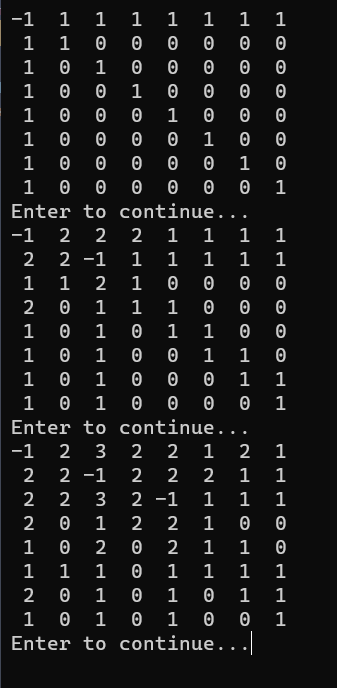 -1  1  1  1  1  1  1  1
 1  1  0  0  0  0  0  0
 1  0  1  0  0  0  0  0
 1  0  0  1  0  0  0  0
 1  0  0  0  1  0  0  0
 1  0  0  0  0  1  0  0
 1  0  0  0  0  0  1  0
 1  0  0  0  0  0  0  1
Enter to continue...
-1  2  2  2  1  1  1  1
 2  2 -1  1  1  1  1  1
 1  1  2  1  0  0  0  0
 2  0  1  1  1  0  0  0
 1  0  1  0  1  1  0  0
 1  0  1  0  0  1  1  0
 1  0  1  0  0  0  1  1
 1  0  1  0  0  0  0  1
Enter to continue...
-1  2  3  2  2  1  2  1
 2  2 -1  2  2  2  1  1
 2  2  3  2 -1  1  1  1
 2  0  1  2  2  1  0  0
 1  0  2  0  2  1  1  0
 1  1  1  0  1  1  1  1
 2  0  1  0  1  0  1  1
 1  0  1  0  1  0  0  1
Enter to continue...